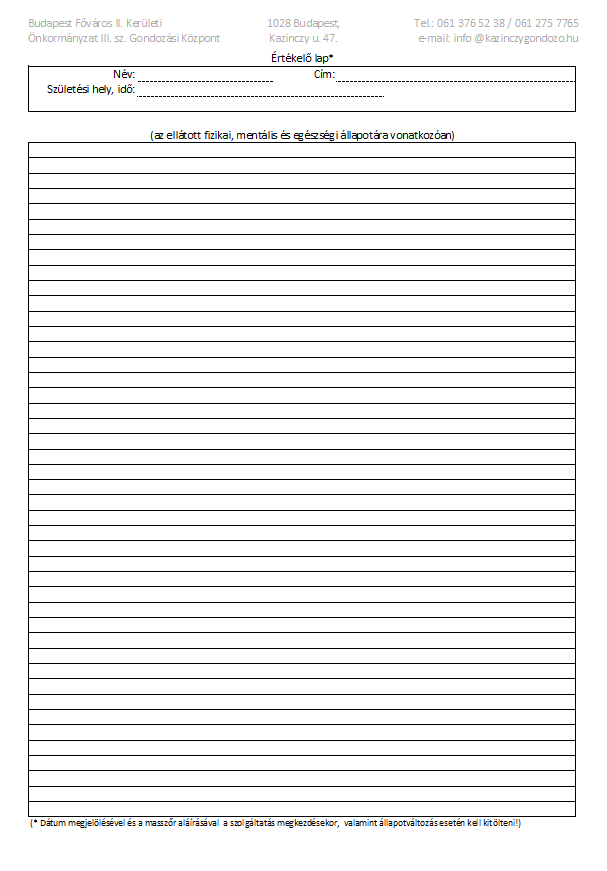 Budapest Főváros II. Kerületi
Önkormányzat III. sz. Gondozási Központ
1028 Budapest,
Kazinczy u. 47.
Tel.: 061 376 52 38 / 061 275 7765
e-mail: info @kazinczygondozo.hu
Értékelő lap*
Név: Cím:
Születési hely, idő:
(az ellátott fizikai, mentális és egészségi állapotára vonatkozóan)
(* Dátum megjelölésével és a masszőr aláírásával a szolgáltatás megkezdésekor, valamint állapotváltozás esetén kell kitölteni!)